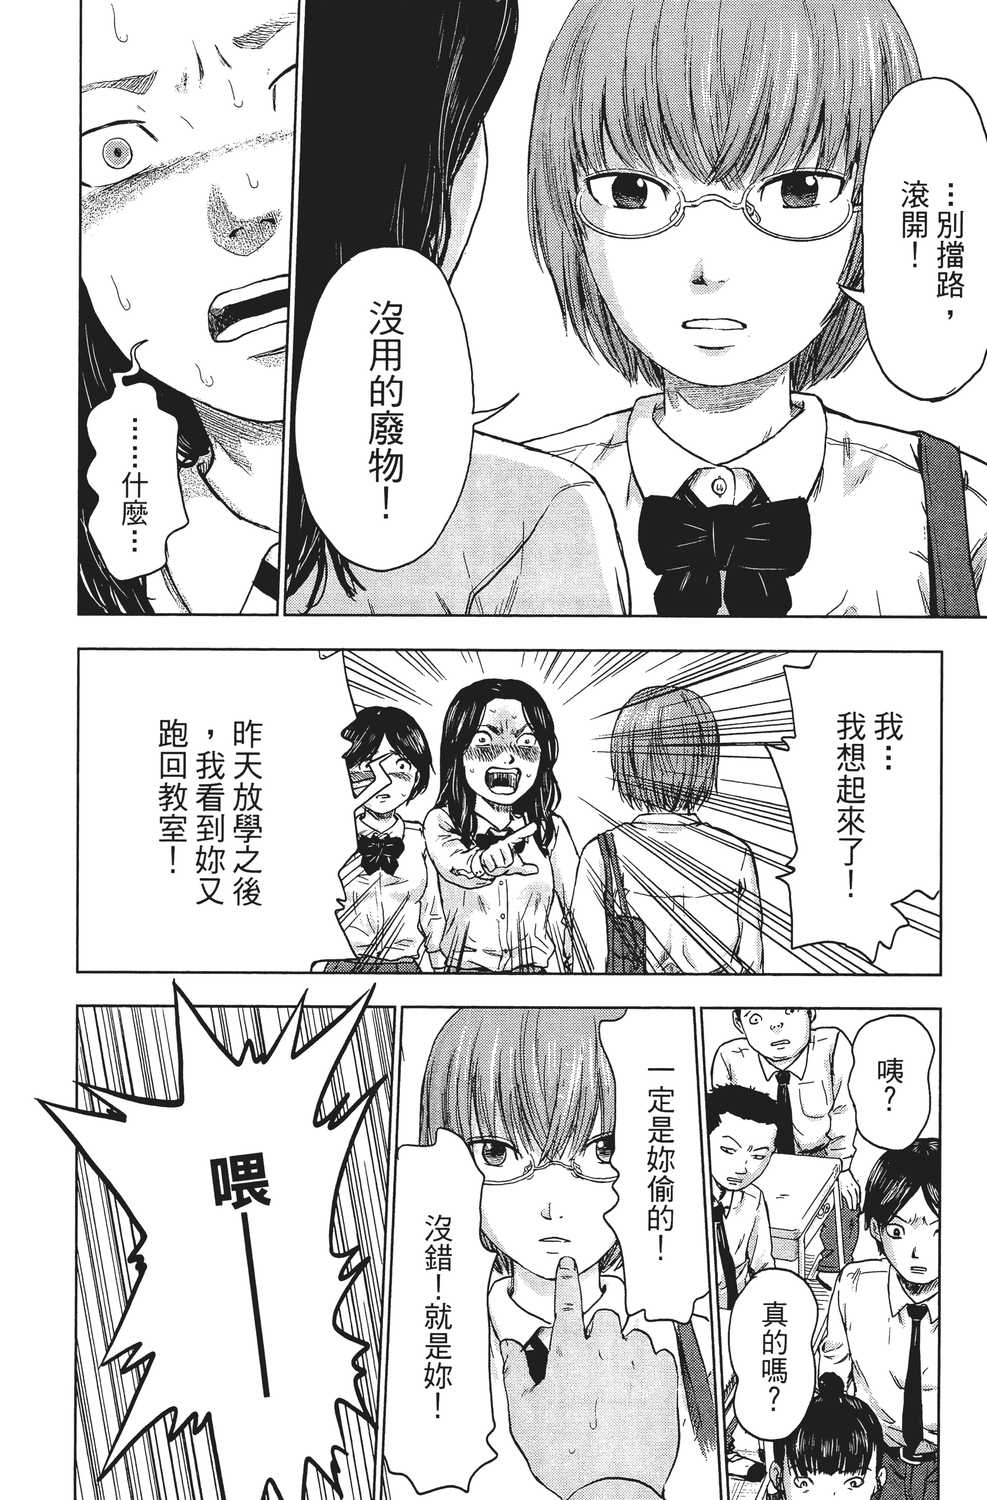 …別擋路，
滾開！
沒用的廢物！
……什麼…
我…
我想起來了！
昨天放學之後
，我看到妳又
跑回教室！
咦？
真的嗎？
一定是妳偷的！
沒錯！就是妳！
喂——